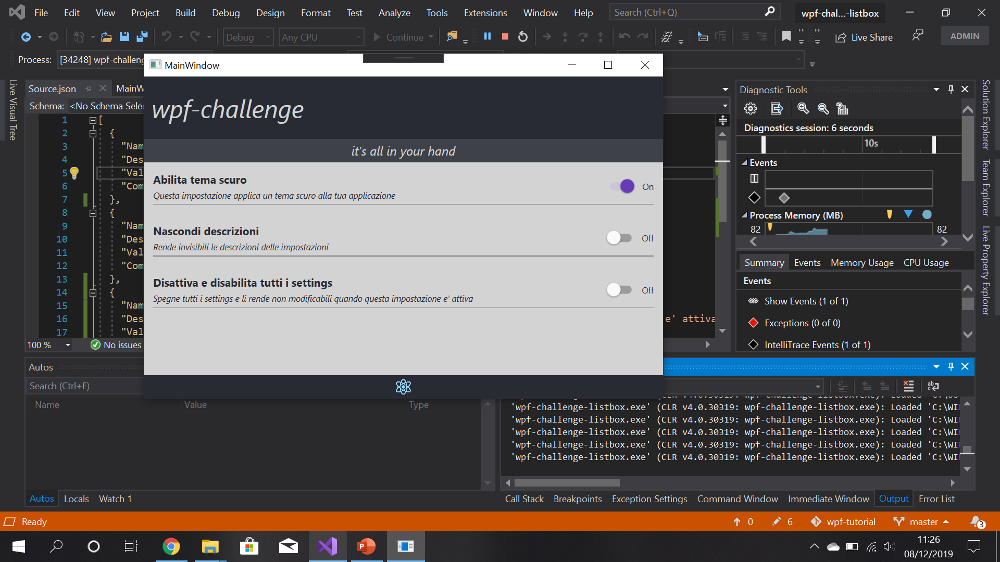 File Edit View Project Build Debug Design Format Test Analyze Tools Extensions Window Help Search (Ctrl+Q) wpf-chal...-listbox
Debug Any CPU Continue Live Share ADMIN
Process: [34248] wpf-challeng
MainWindow
Source.json MainW
Schema: <No Schema Selec
wpf-challenge
it's all in your hand
Abilita tema scuro
Questa impostazione applica un tema scuro alla tua applicazione
On
Nascondi descrizioni
Rende invisibili le descrizioni delle impostazioni
Off
Disattiva e disabilita tutti i settings
Spegne tutti i settings e li rende non modificabili quando questa impostazione e' attiva
Off
1 [
2 {
3 "Nam
4 "Des
5 "Val
6 "Com
7 },
8 {
9 "Nam
10 "Des
11 "Val
12 "Com
13 },
14 {
15 "Nam
16 "Des e' attiva
17 "Val
100 % No issues
Live Visual Tree
Diagnostic Tools
Diagnostics session: 6 seconds
10s
Events
Process Memory (MB)
82 82
Summary Events Memory Usage CPU Usage
Events
Show Events (1 of 1)
Exceptions (0 of 0)
IntelliTrace Events (1 of 1)
Solution Explorer
Team Explorer
Live Property Explorer
Autos
Search (Ctrl+E)
Name Value Type
Autos Locals Watch 1
'wpf-challenge-listbox.exe' (CLR v4.0.30319: wpf-challenge-listbox.exe): Loaded 'C:\WI
'wpf-challenge-listbox.exe' (CLR v4.0.30319: wpf-challenge-listbox.exe): Loaded 'C:\WI
'wpf-challenge-listbox.exe' (CLR v4.0.30319: wpf-challenge-listbox.exe): Loaded 'C:\WI
'wpf-challenge-listbox.exe' (CLR v4.0.30319: wpf-challenge-listbox.exe): Loaded 'C:\WI
'wpf-challenge-listbox.exe' (CLR v4.0.30319: wpf-challenge-listbox.exe): Loaded 'C:\WI
Call Stack Breakpoints Exception Settings Command Window Immediate Window Output Error List
Ready 0 6 wpf-tutorial master 3
11:26
08/12/2019